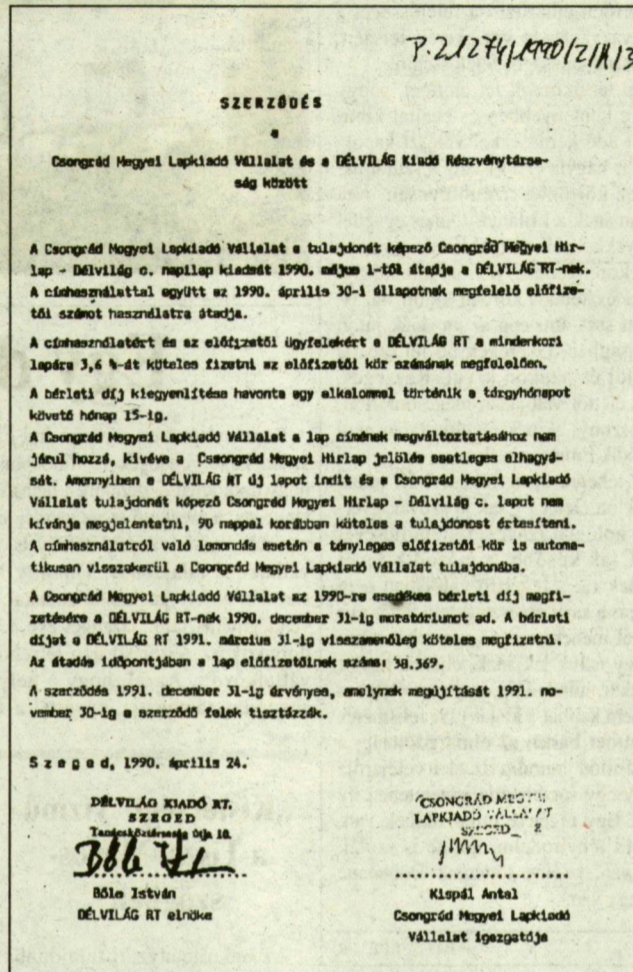 P.21274/1990/2/A/3
SZERZŐDÉS
a
Csongrád Megyei Lapkiadó Vállalat és a DÉLVILÁG Kiadó Részvénytársa-
ság között
A Csongrád Megyei Lapkiadó Vállalat a tulajdonát képező Csongrád Megyei Hír-
lap - Délvilág c. napilap kiadását 1990. május 1-től átadja a DÉLVILÁG RT-nek.
A címhasználattal együtt az 1990. április 30-i állapotnak megfelelő előfize-
tői számot használatra átadja.
A címhasználatért és az előfizetői ügyfelekért a DÉLVILÁG RT a mindenkori
lapára 3,6 %-át köteles fizetni az előfizetői kör számának megfelelően.
A bérleti díj kiegyenlítése havonta egy alkalommal történik a tárgyhónapot
követő hónap 15-ig.
A Csongrád Megyei Lapkiadó Vállalat a lap címének megváltoztatásához nem
járul hozzá, kivéve a Csongrád Megyei Hirlap jelölés esetleges elhagyá-
sát. Amennyiben a DÉLVILÁG RT új lapot indít és a Csongrád Megyei Lapkiadó
Vállalat tulajdonát képező Csongrád Megyei Hirlap - Délvilág c. lapot nem
kívánja megjelentetni, 90 nappal korábban köteles a tulajdonost értesíteni.
A címhasználatról való lemondás esetén a tényleges előfizetői kör is automa-
tikusan visszakerül a Csongrád Megyei Lapkiadó Vállalat tulajdonába.
A Csongrád Megyei Lapkiadó Vállalat az 1990-re esedékes bérleti díj megfi-
zetésére a DÉLVILÁG RT-nek 1990. december 31-ig moratóriumot ad. A bérleti
díjat a DÉLVILÁG RT 1991. március 31-ig visszamenőleg köteles megfizetni.
Az átadás időpontjában a lap előfizetőinek száma: 38.369.
A szerződés 1991. december 31-ig érvényes, amelynek megújítását 1991. no-
vember 30-ig a szerződő felek tisztázzák.
Szeged, 1990. április 24.
DÉLVILÁG KIADÓ RT.
SZEGED
Tanácsköztársaság útja 10.
Bőle István
DÉLVILÁG RT elnöke
CSONGRÁD MEGYEI
LAPKIADÓ VÁLLALAT
SZEGED
Kispál Antal
Csongrád Megyei Lapkiadó
Vállalat igazgatója